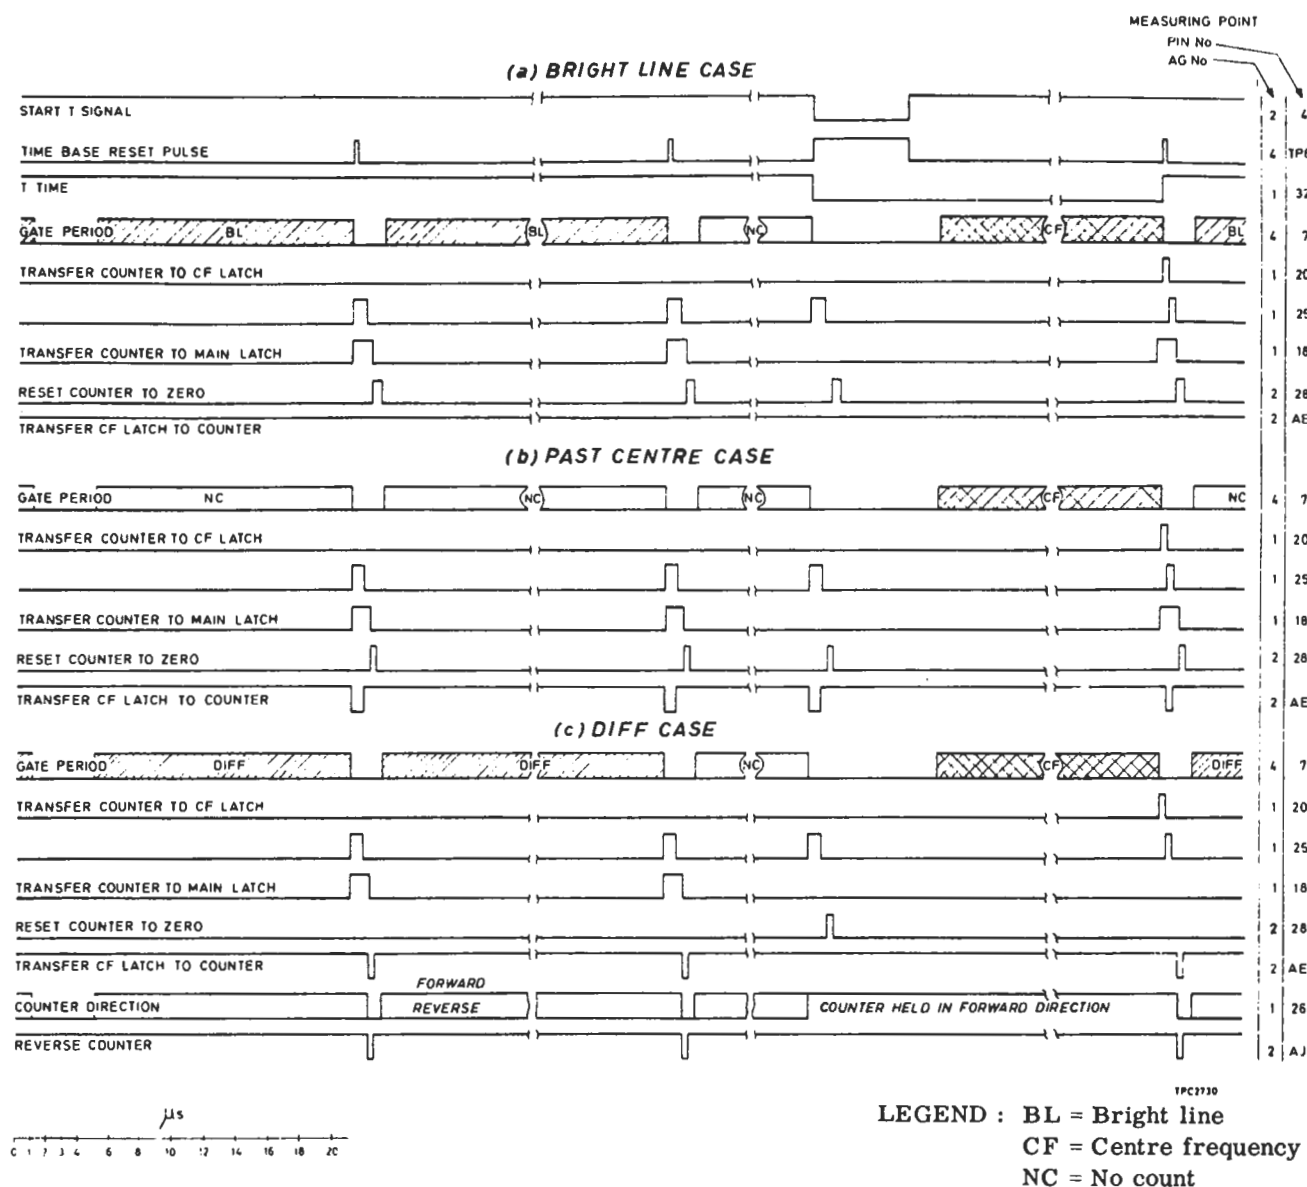 MEASURING POINT
PIN No
AG No
(a) BRIGHT LINE CASE
START T SIGNAL 2 4
TIME BASE RESET PULSE 4 TP6
T TIME 1 32
GATE PERIOD BL BL NC CF BL 4 7
TRANSFER COUNTER TO CF LATCH 1 20
1 25
TRANSFER COUNTER TO MAIN LATCH 1 18
RESET COUNTER TO ZERO 2 28
TRANSFER CF LATCH TO COUNTER 2 AE
(b) PAST CENTRE CASE
GATE PERIOD NC NC NC CF NC 4 7
TRANSFER COUNTER TO CF LATCH 1 20
1 25
TRANSFER COUNTER TO MAIN LATCH 1 18
RESET COUNTER TO ZERO 2 28
TRANSFER CF LATCH TO COUNTER 2 AE
(c) DIFF CASE
GATE PERIOD DIFF DIFF NC CF DIFF 4 7
TRANSFER COUNTER TO CF LATCH 1 20
1 25
TRANSFER COUNTER TO MAIN LATCH 1 18
RESET COUNTER TO ZERO 2 28
TRANSFER CF LATCH TO COUNTER 2 AE
FORWARD
COUNTER DIRECTION REVERSE COUNTER HELD IN FORWARD DIRECTION 1 26
REVERSE COUNTER 2 AJ
TPC2730
μs
0 1 2 3 4 6 8 10 12 14 16 18 20
LEGEND : BL = Bright line
CF = Centre frequency
NC = No count